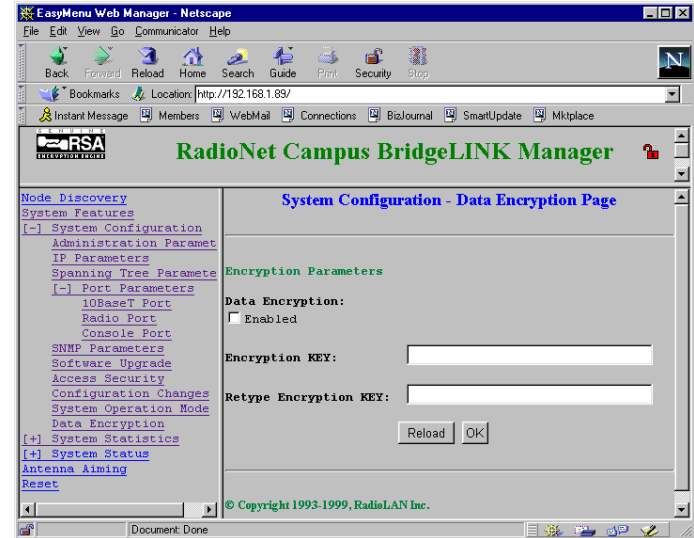 EasyMenu Web Manager - Netscape
File Edit View Go Communicator Help
Back Forward Reload Home Search Guide Print Security Stop
N
Bookmarks Location: http://192.168.1.89/
Instant Message Members WebMail Connections BizJournal SmartUpdate Mktplace
GENUINE
RSA
ENCRYPTION ENGINE
RadioNet Campus BridgeLINK Manager
Node Discovery
System Features
[-] System Configuration
Administration Paramet
IP Parameters
Spanning Tree Paramete
[-] Port Parameters
10BaseT Port
Radio Port
Console Port
SNMP Parameters
Software Upgrade
Access Security
Configuration Changes
System Operation Mode
Data Encryption
[+] System Statistics
[+] System Status
Antenna Aiming
Reset
System Configuration - Data Encryption Page
Encryption Parameters
Data Encryption:
Enabled
Encryption KEY:
Retype Encryption KEY:
Reload OK
© Copyright 1993-1999, RadioLAN Inc.
Document: Done